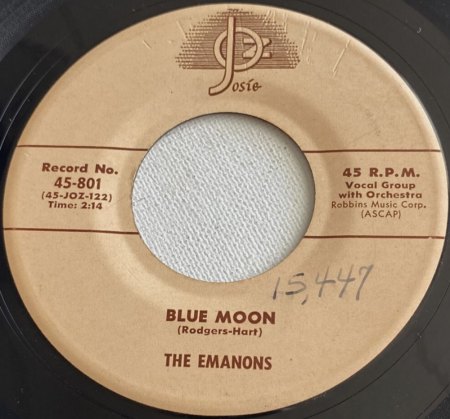 JOZ
Josie
Record No.
45-801
(45-JOZ-122)
Time: 2:14
45 R.P.M.
Vocal Group
with Orchestra
Robbins Music Corp.
(ASCAP)
15,447
BLUE MOON
(Rodgers-Hart)
THE EMANONS